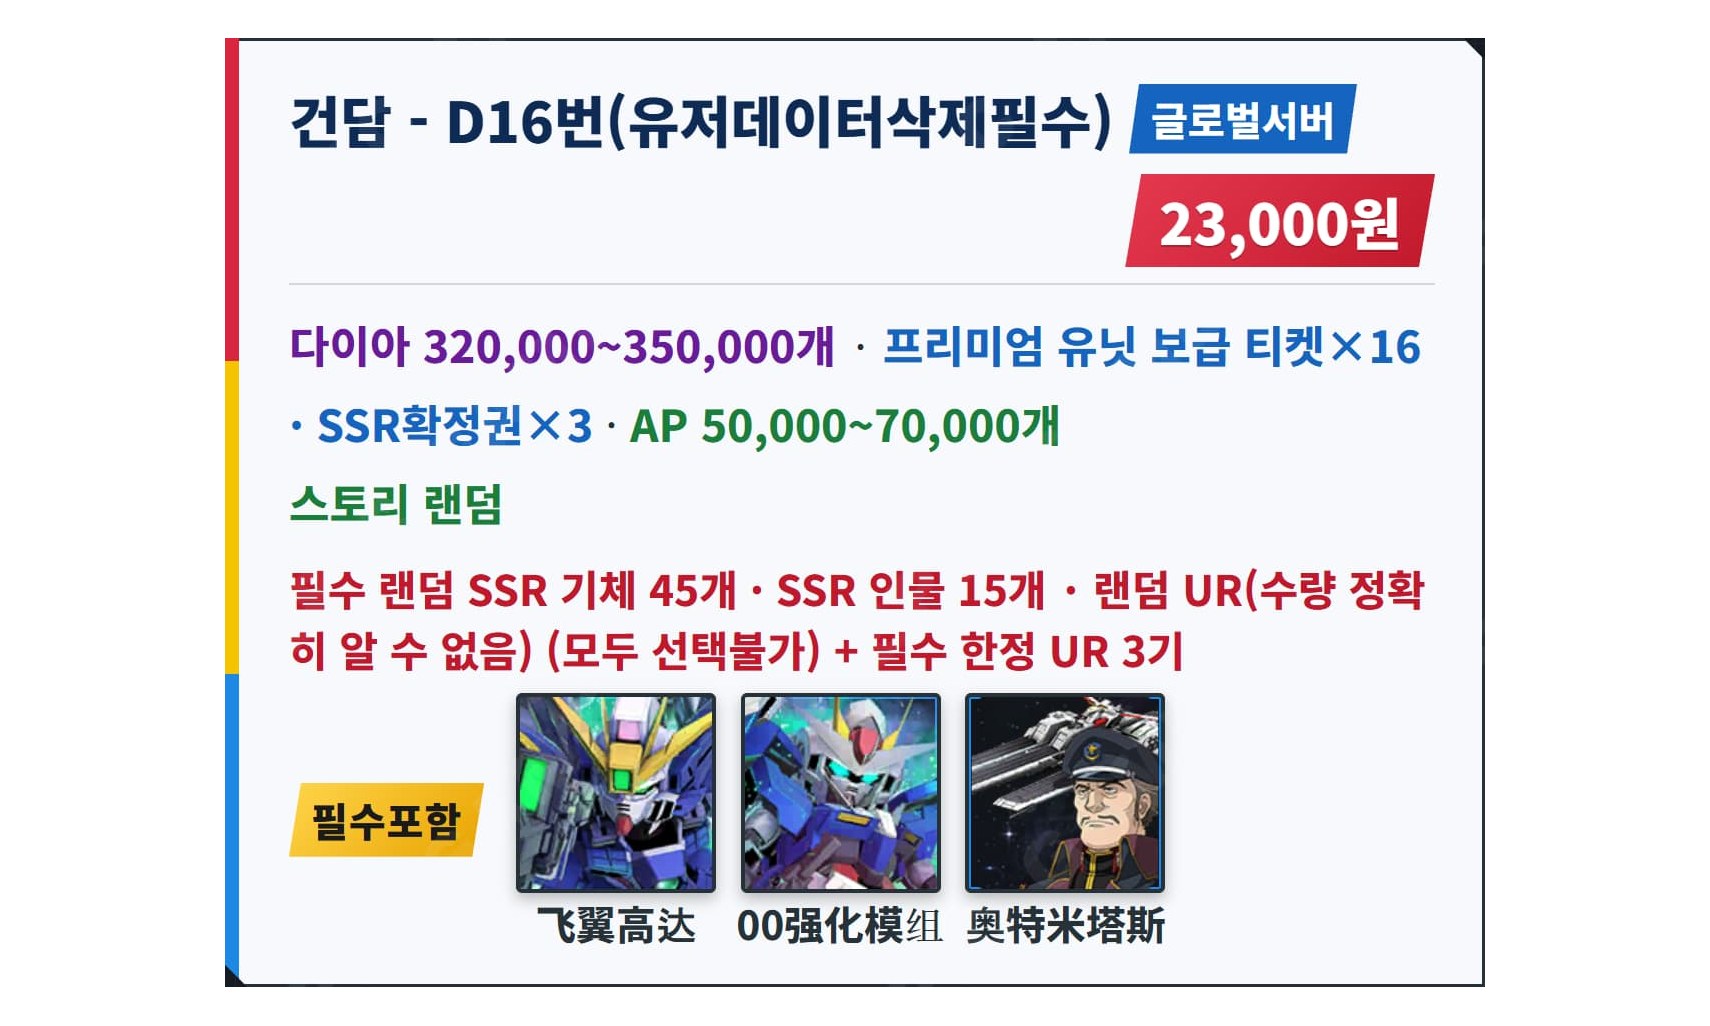 건담 - D16번(유저데이터삭제필수) 글로벌서버
23,000원
다이아 320,000~350,000개 · 프리미엄 유닛 보급 티켓×16
· SSR확정권×3 · AP 50,000~70,000개
스토리 랜덤
필수 랜덤 SSR 기체 45개 · SSR 인물 15개 · 랜덤 UR(수량 정확
히 알 수 없음) (모두 선택불가) + 필수 한정 UR 3기
필수포함
飞翼高达 00强化模组 奥特米塔斯